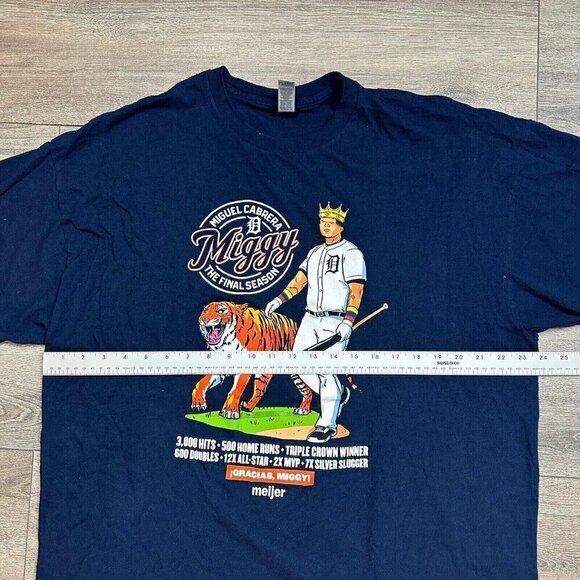 MIGUEL CABRERA
D
Miggy
THE FINAL SEASON
D
1 2 3 4 5 6 7 8 9 10 11 12 13 14 15 16 17 18 19 20 21 22 23 24 25
SWISS-TECH
3,000 HITS • 500 HOME RUNS • TRIPLE CROWN WINNER
600 DOUBLES • 12X ALL-STAR • 2X MVP • 7X SILVER SLUGGER
¡GRACIAS, MIGGY!
meijer